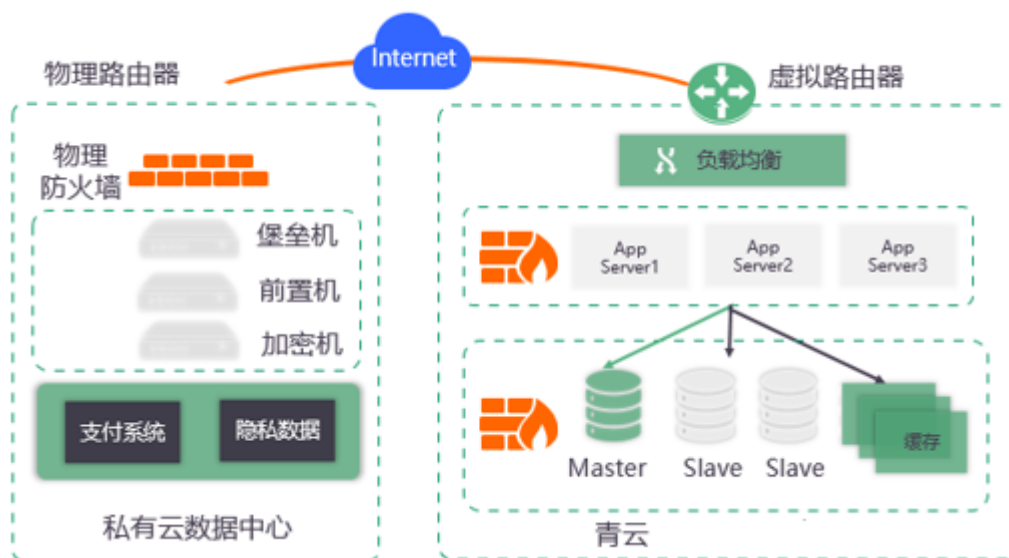 Internet
物理路由器
虚拟路由器
物理
防火墙
堡垒机
前置机
加密机
支付系统
隐私数据
私有云数据中心
负载均衡
App
Server1
App
Server2
App
Server3
Master
Slave
Slave
缓存
青云